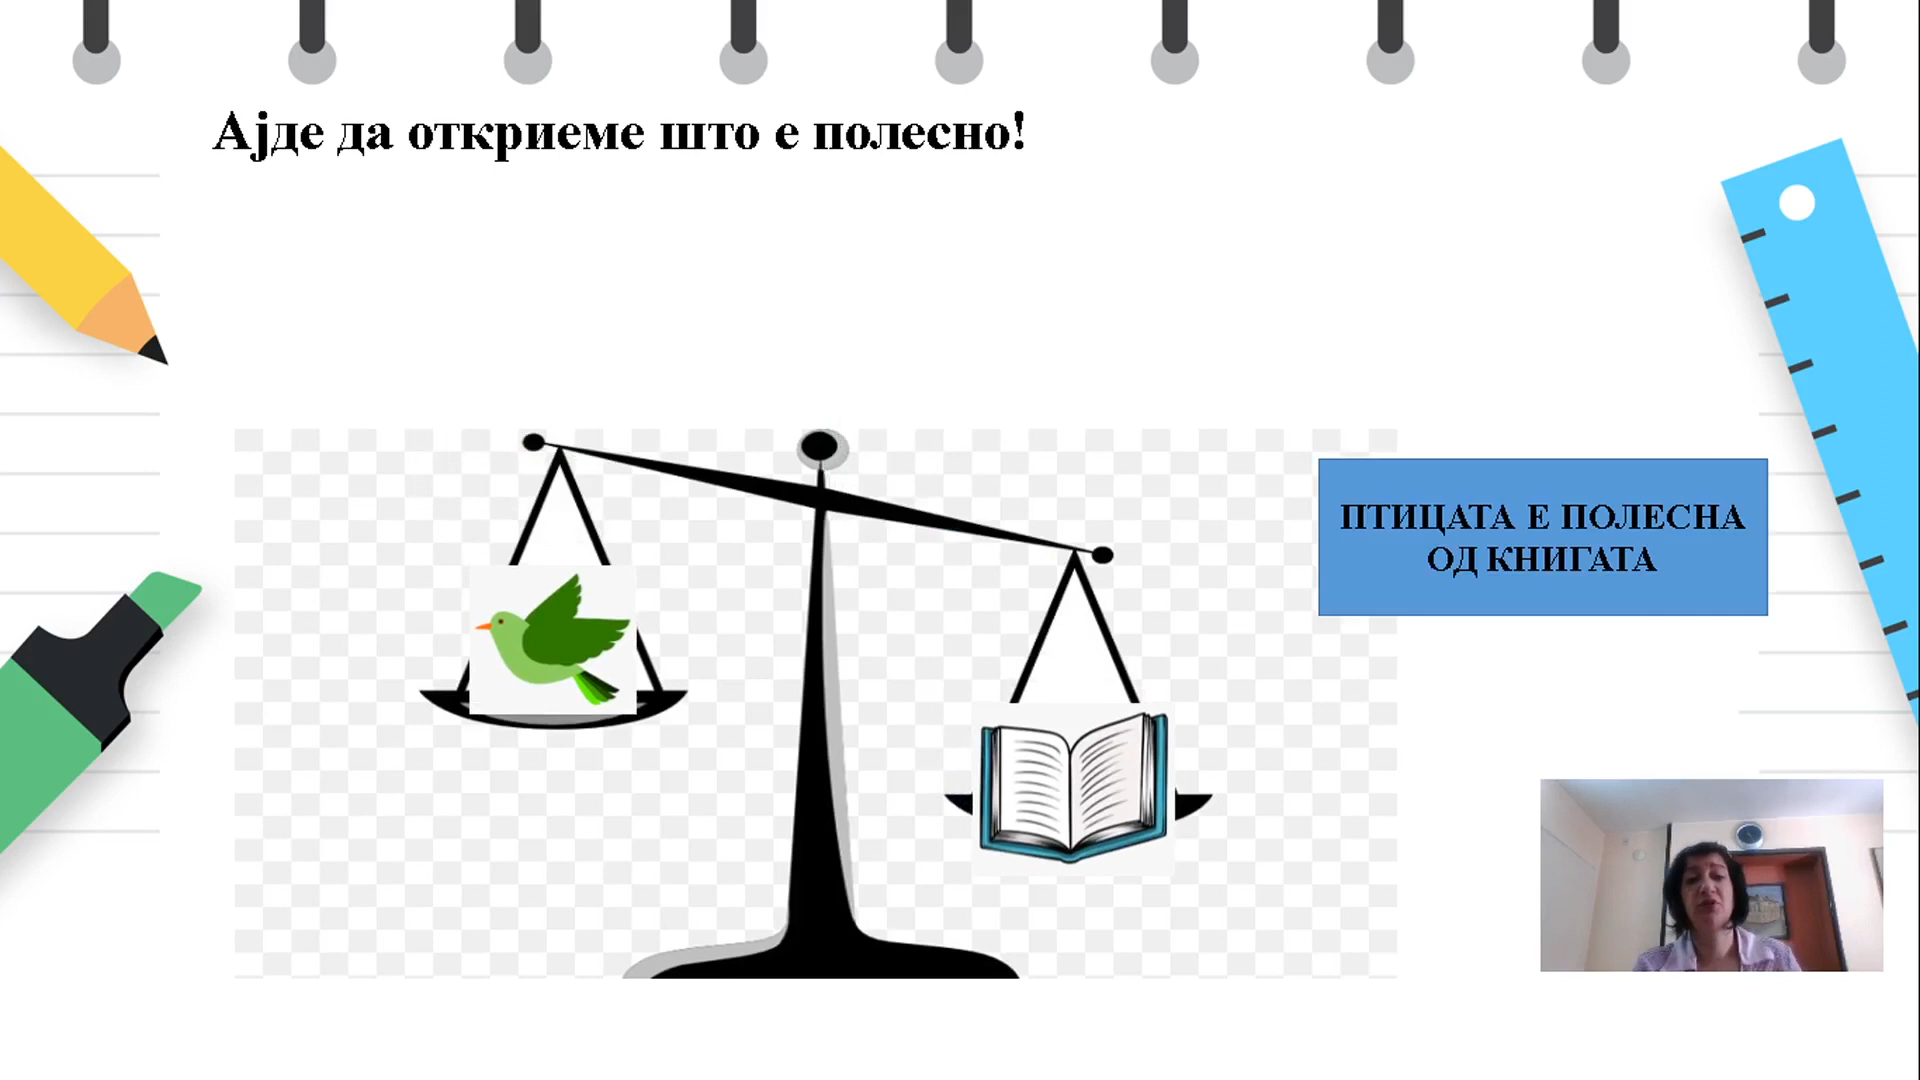 Ајде да откриеме што е полесно!
ПТИЦАТА Е ПОЛЕСНА
ОД КНИГАТА